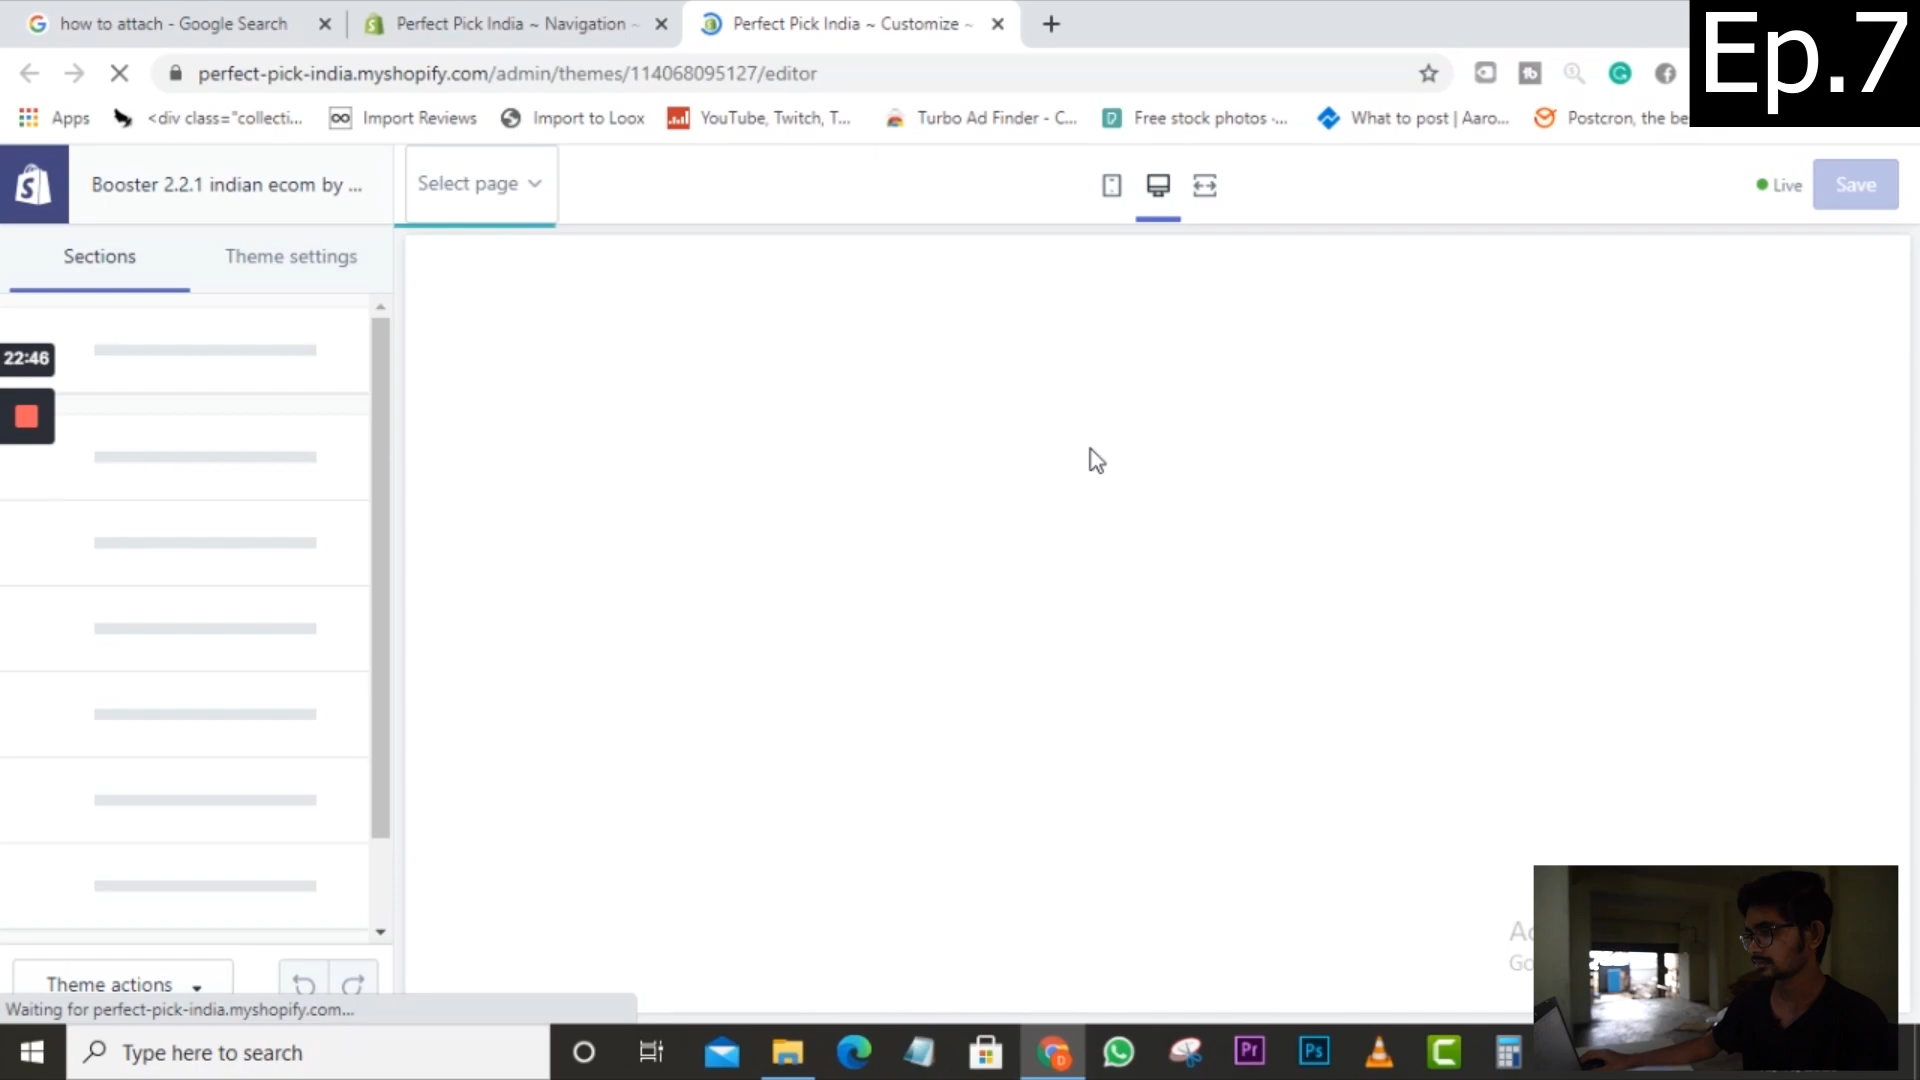 how to attach - Google Search
Perfect Pick India ~ Navigation ~
Perfect Pick India ~ Customize ~
Ep.7
perfect-pick-india.myshopify.com/admin/themes/114068095127/editor
Apps
<div class="collecti...
Import Reviews
Import to Loox
YouTube, Twitch, T...
Turbo Ad Finder - C...
Free stock photos -...
What to post | Aaro...
Postcron, the be
Booster 2.2.1 indian ecom by ...
Select page
Live
Save
Sections
Theme settings
22:46
Theme actions
Waiting for perfect-pick-india.myshopify.com...
Type here to search
Pr
Ps